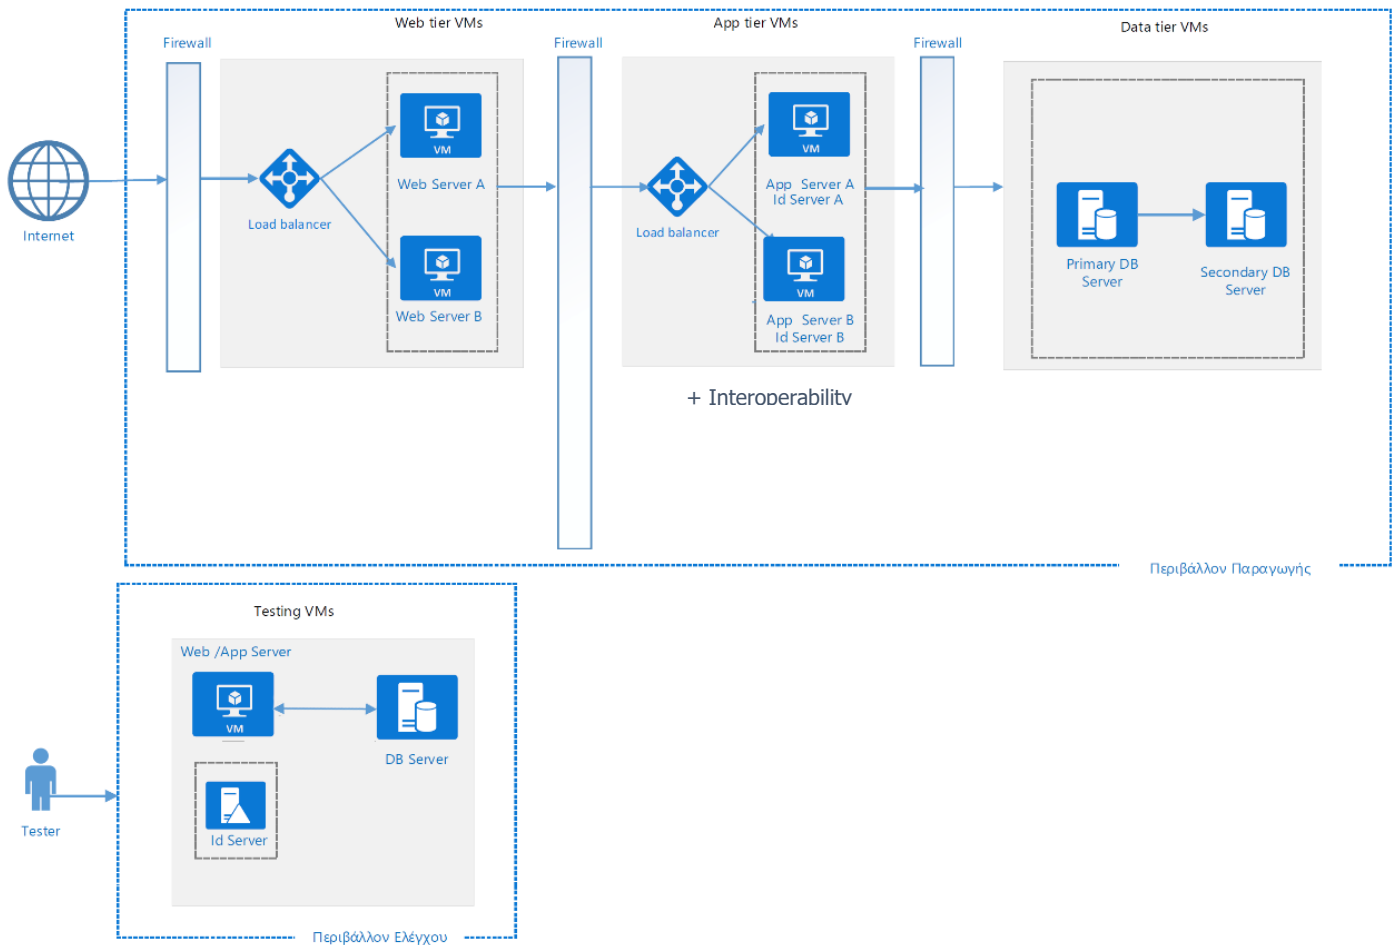 Web tier VMs
App tier VMs
Data tier VMs
Firewall
Firewall
Firewall
VM
VM
Web Server A
App Server A
Id Server A
Internet
Load balancer
Load balancer
Primary DB
Server
Secondary DB
Server
VM
VM
Web Server B
App Server B
Id Server B
+ Interoperability
Περιβάλλον Παραγωγής
Testing VMs
Web /App Server
VM
DB Server
Id Server
Tester
Περιβάλλον Ελέγχου